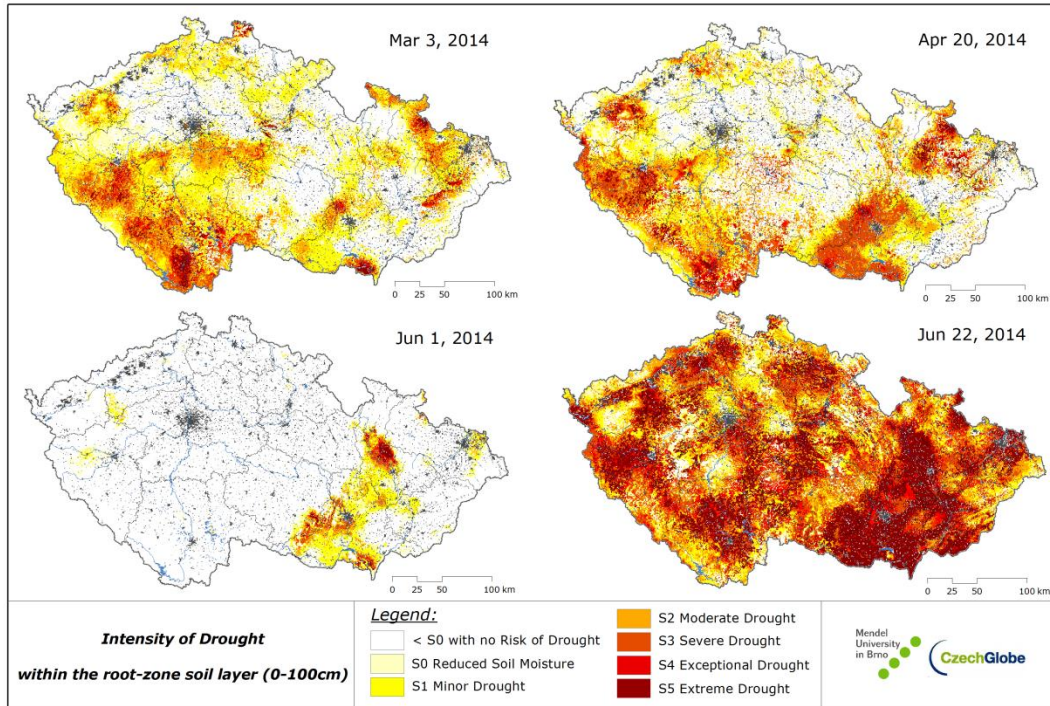 Mar 3, 2014
0 25 50 100 km
Apr 20, 2014
0 25 50 100 km
Jun 1, 2014
0 25 50 100 km
Jun 22, 2014
0 25 50 100 km
Intensity of Drought
within the root-zone soil layer (0-100cm)
Legend:
< S0 with no Risk of Drought
S0 Reduced Soil Moisture
S1 Minor Drought
S2 Moderate Drought
S3 Severe Drought
S4 Exceptional Drought
S5 Extreme Drought
Mendel
University
in Brno
CzechGlobe